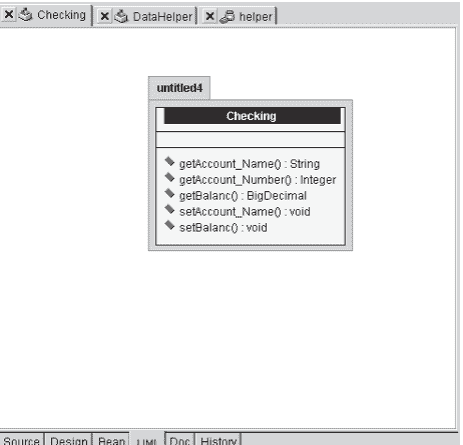 Checking DataHelper helper
untitled4
Checking
getAccount_Name() : String
getAccount_Number() : Integer
getBalanc() : BigDecimal
setAccount_Name() : void
setBalanc() : void
Source Design Bean UML Doc History